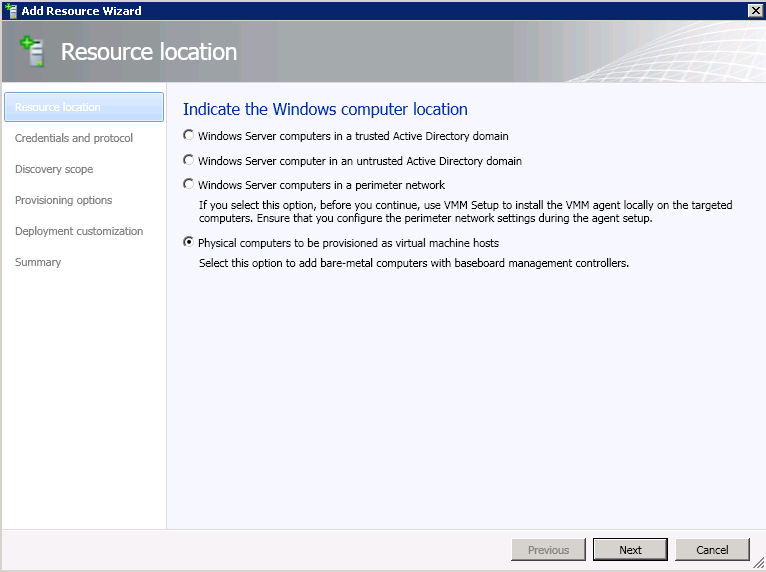 Add Resource Wizard
Resource location
Resource location
Credentials and protocol
Discovery scope
Provisioning options
Deployment customization
Summary
Indicate the Windows computer location
Windows Server computers in a trusted Active Directory domain
Windows Server computer in an untrusted Active Directory domain
Windows Server computers in a perimeter network
If you select this option, before you continue, use VMM Setup to install the VMM agent locally on the targeted
computers. Ensure that you configure the perimeter network settings during the agent setup.
Physical computers to be provisioned as virtual machine hosts
Select this option to add bare-metal computers with baseboard management controllers.
Previous
Next
Cancel